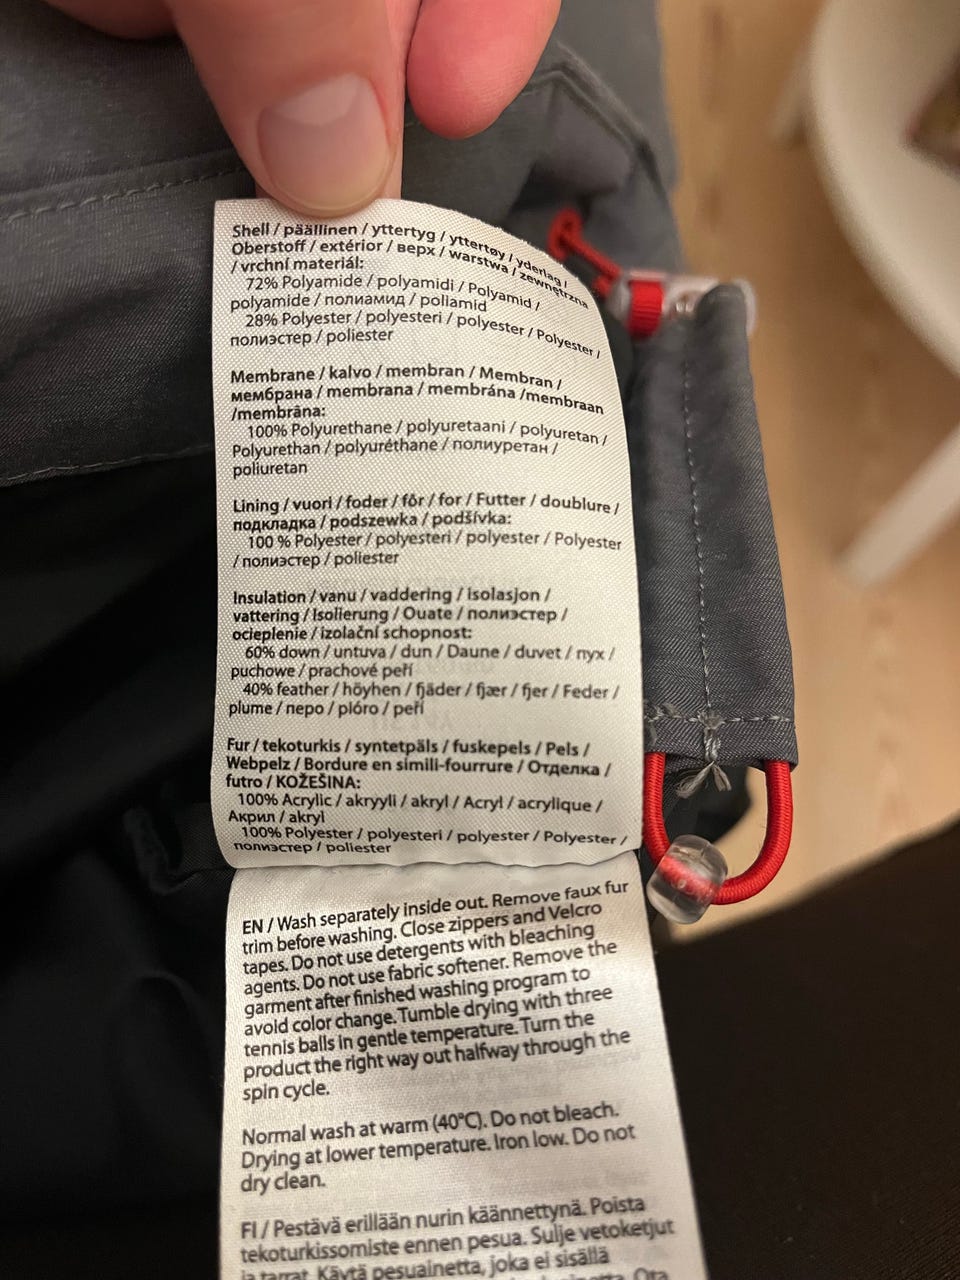 Shell / päällinen / yttertyg / yttertøy / yderlag /
Oberstoff / extérior / верх / warstwa / zewnętrzna
/ vrchní materiál:
72% Polyamide / polyamidi / Polyamid /
polyamide / полиамид / poliamid
28% Polyester / polyesteri / polyester / Polyester /
полиэстер / poliester
Membrane / kalvo / membran / Membran /
мембрана / membrana / membrána /membraan
/membrāna:
100% Polyurethane / polyuretaani / polyuretan /
Polyurethan / polyuréthane / полиуретан /
poliuretan
Lining / vuori / foder / fôr / for / Futter / doublure /
подкладка / podszewka / podšívka:
100 % Polyester / polyesteri / polyester / Polyester
/ полиэстер / poliester
Insulation / vanu / vaddering / isolasjon /
vattering / Isolierung / Ouate / полиэстер /
ocieplenie / izolační schopnost:
60% down / untuva / dun / Daune / duvet / пух /
puchowe / prachové peří
40% feather / höyhen / fjäder / fjær / fjer / Feder /
plume / перо / pióro / peří
Fur / tekoturkis / syntetpäls / fuskepels / Pels /
Webpelz / Bordure en simili-fourrure / Отделка /
futro / KOŽEŠINA:
100% Acrylic / akryyli / akryl / Acryl / acrylique /
Акрил / akryl
100% Polyester / polyesteri / polyester / Polyester /
полиэстер / poliester
EN / Wash separately inside out. Remove faux fur
trim before washing. Close zippers and Velcro
tapes. Do not use detergents with bleaching
agents. Do not use fabric softener. Remove the
garment after finished washing program to
avoid color change. Tumble drying with three
tennis balls in gentle temperature. Turn the
product the right way out halfway through the
spin cycle.
Normal wash at warm (40°C). Do not bleach.
Drying at lower temperature. Iron low. Do not
dry clean.
FI / Pestävä erillään nurin käännettynä. Poista
tekoturkissomiste ennen pesua. Sulje vetoketjut
ja tarrat. Käytä pesuainetta, joka ei sisällä
Ota